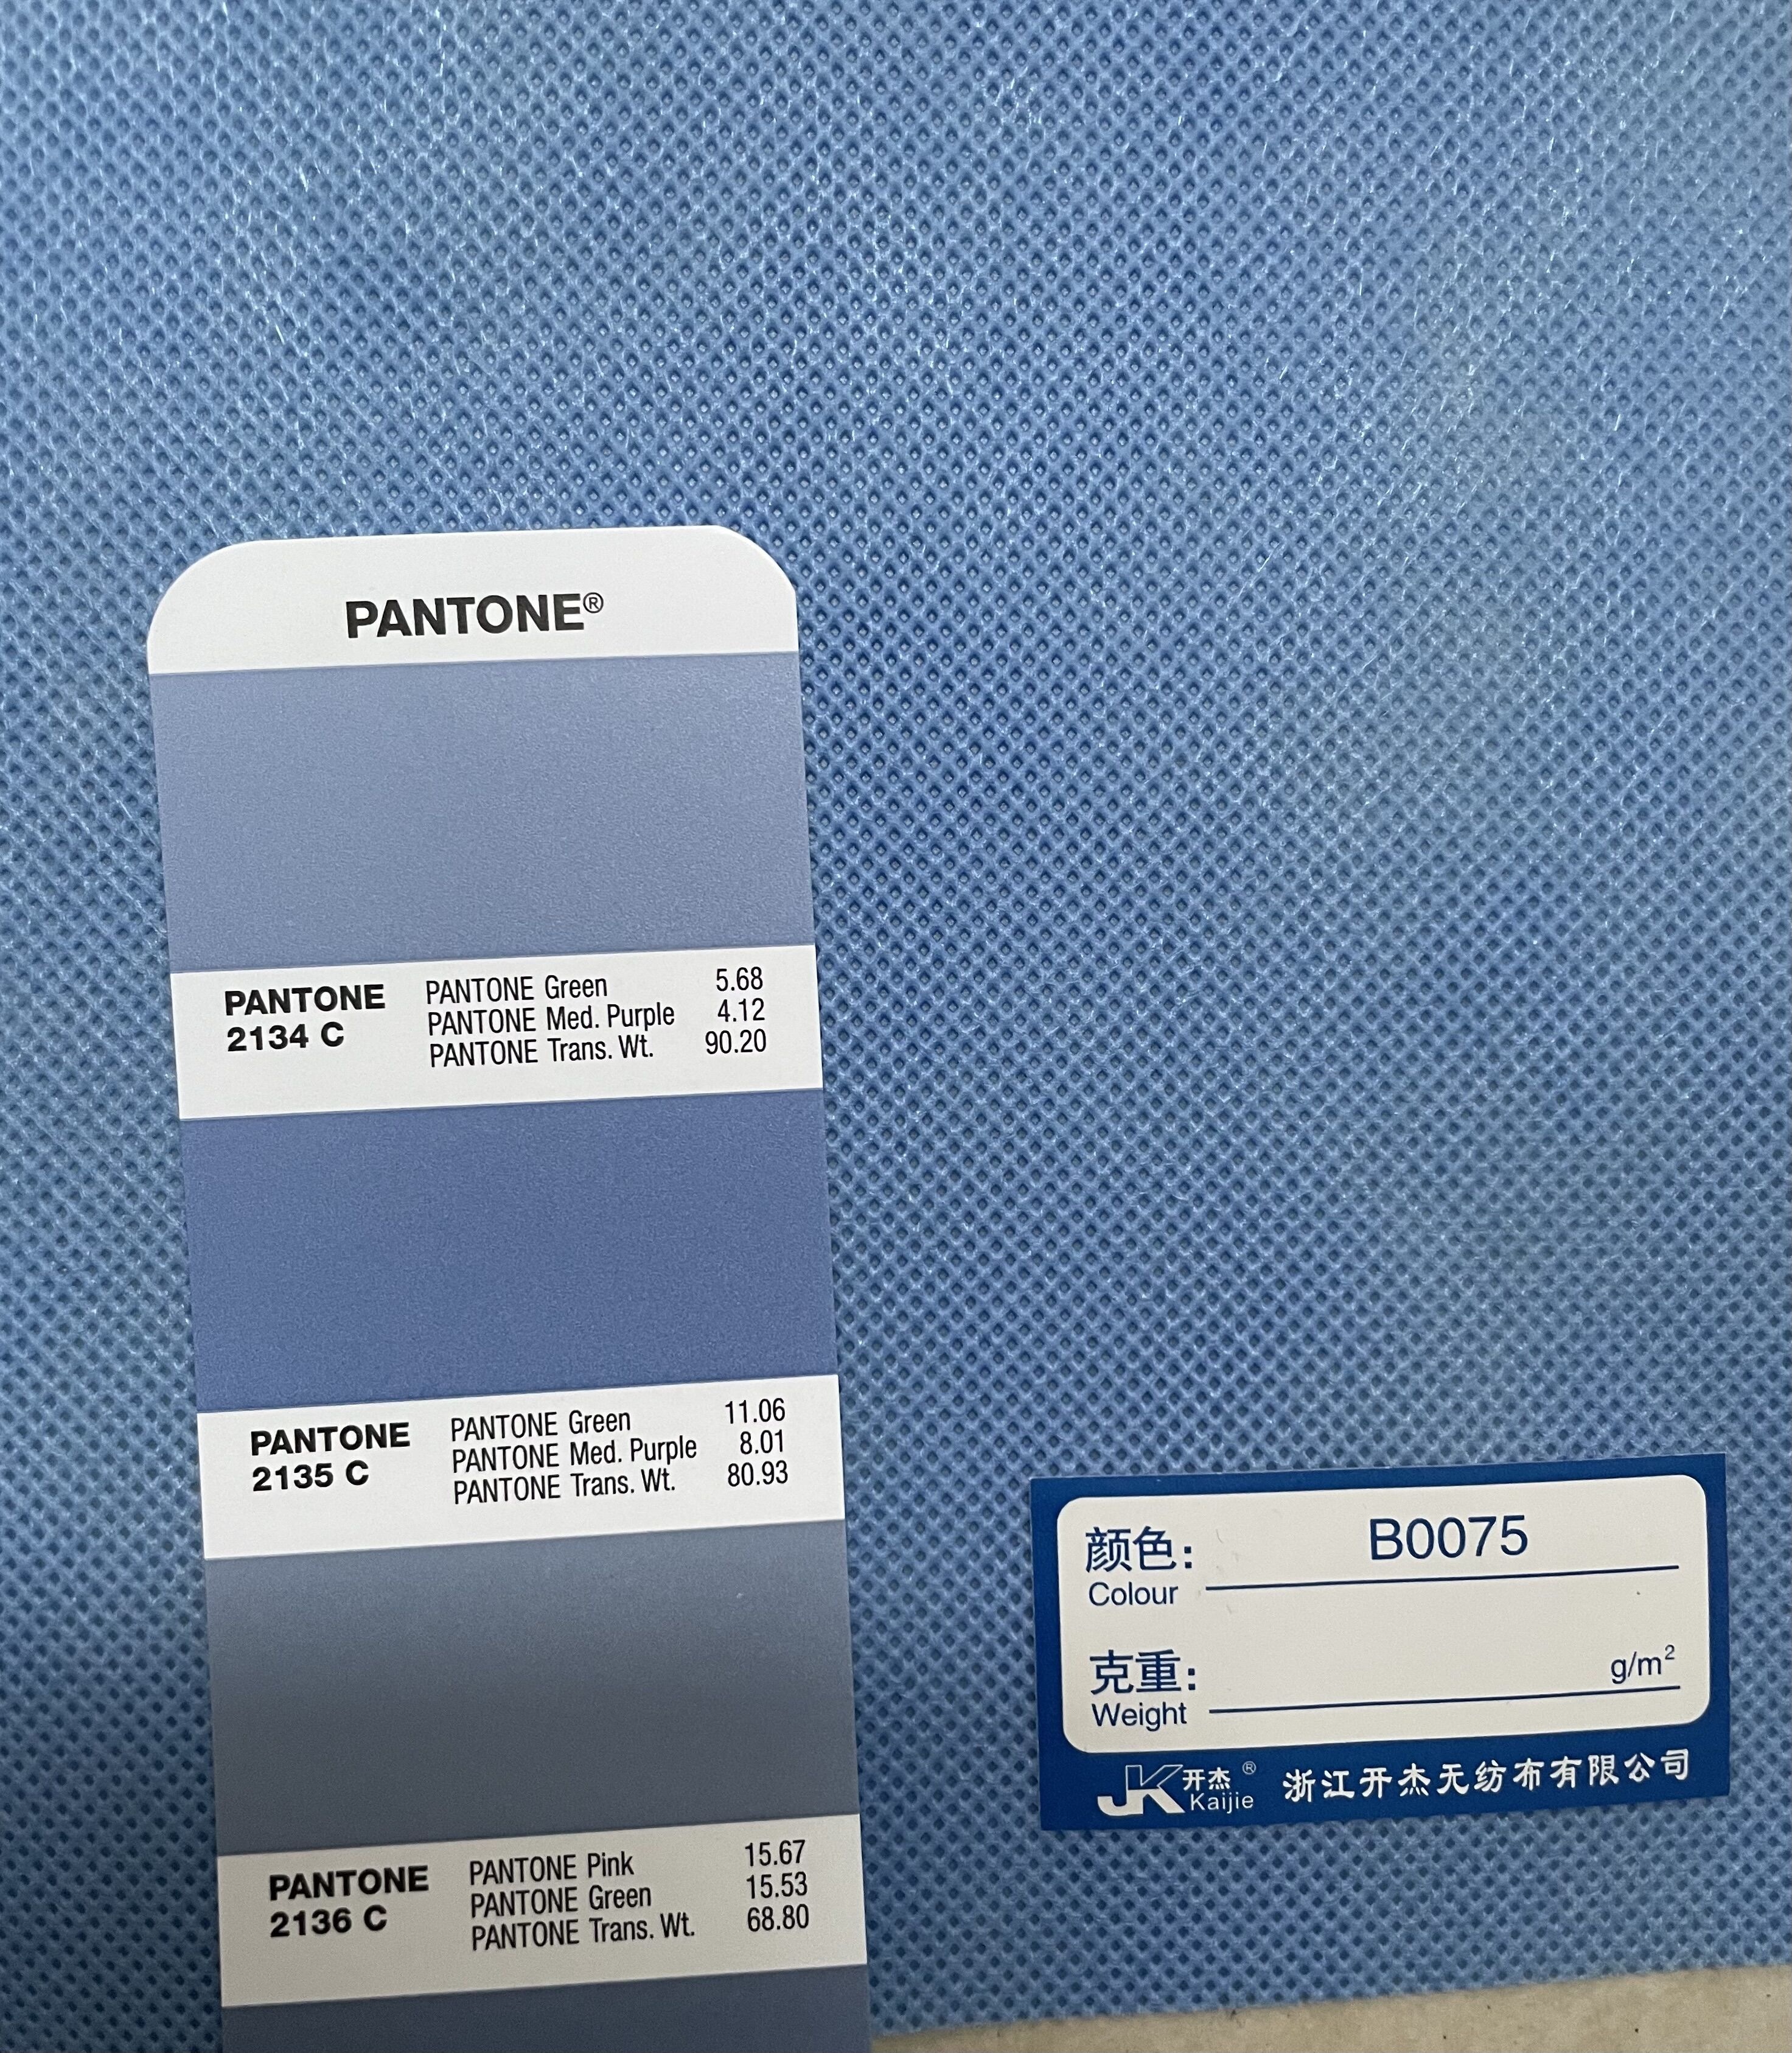 PANTONE®
PANTONE
2134 C
PANTONE Green 5.68
PANTONE Med. Purple 4.12
PANTONE Trans. Wt. 90.20
PANTONE
2135 C
PANTONE Green 11.06
PANTONE Med. Purple 8.01
PANTONE Trans. Wt. 80.93
PANTONE
2136 C
PANTONE Pink 15.67
PANTONE Green 15.53
PANTONE Trans. Wt. 68.80
颜色: B0075
Colour
克重: g/m²
Weight
JK 开杰® 浙江开杰无纺布有限公司
Kaijie